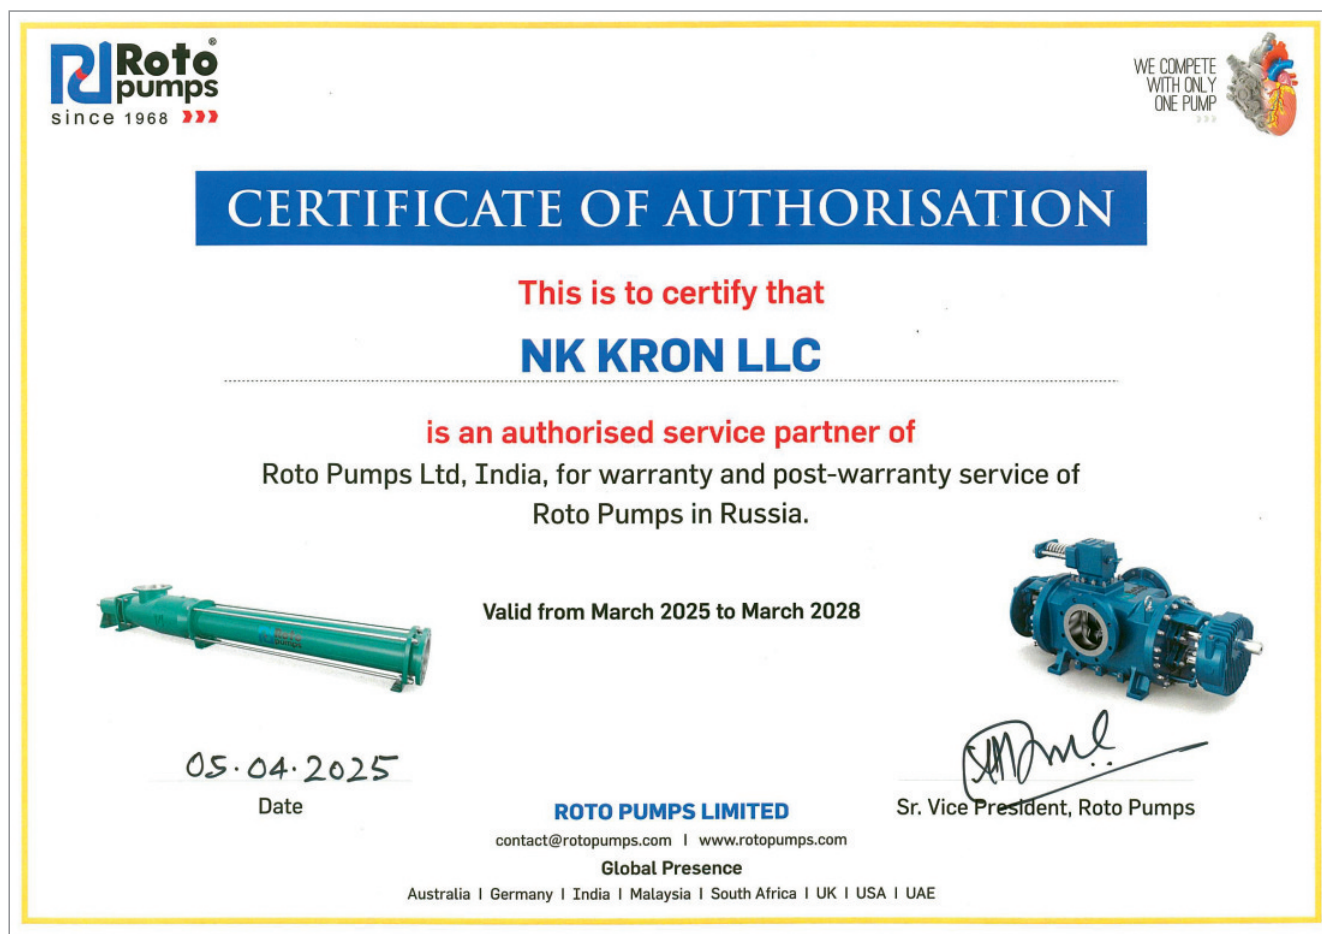 Roto®
pumps
since 1968
WE COMPETE
WITH ONLY
ONE PUMP
CERTIFICATE OF AUTHORISATION
This is to certify that
NK KRON LLC
is an authorised service partner of
Roto Pumps Ltd, India, for warranty and post-warranty service of
Roto Pumps in Russia.
Roto
pumps
Valid from March 2025 to March 2028
05.04.2025
Date
Sr. Vice President, Roto Pumps
ROTO PUMPS LIMITED
contact@rotopumps.com | www.rotopumps.com
Global Presence
Australia | Germany | India | Malaysia | South Africa | UK | USA | UAE